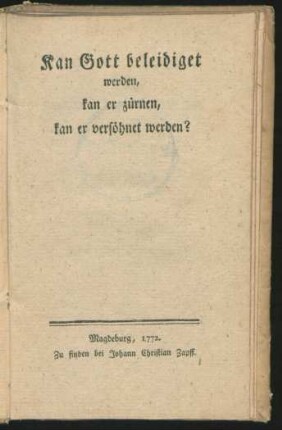 Kan Gott beleidiget
werden,
kan er zürnen,
kan er versöhnet werden?
Magdeburg, 1772.
Zu finden bei Johann Christian Zapff.